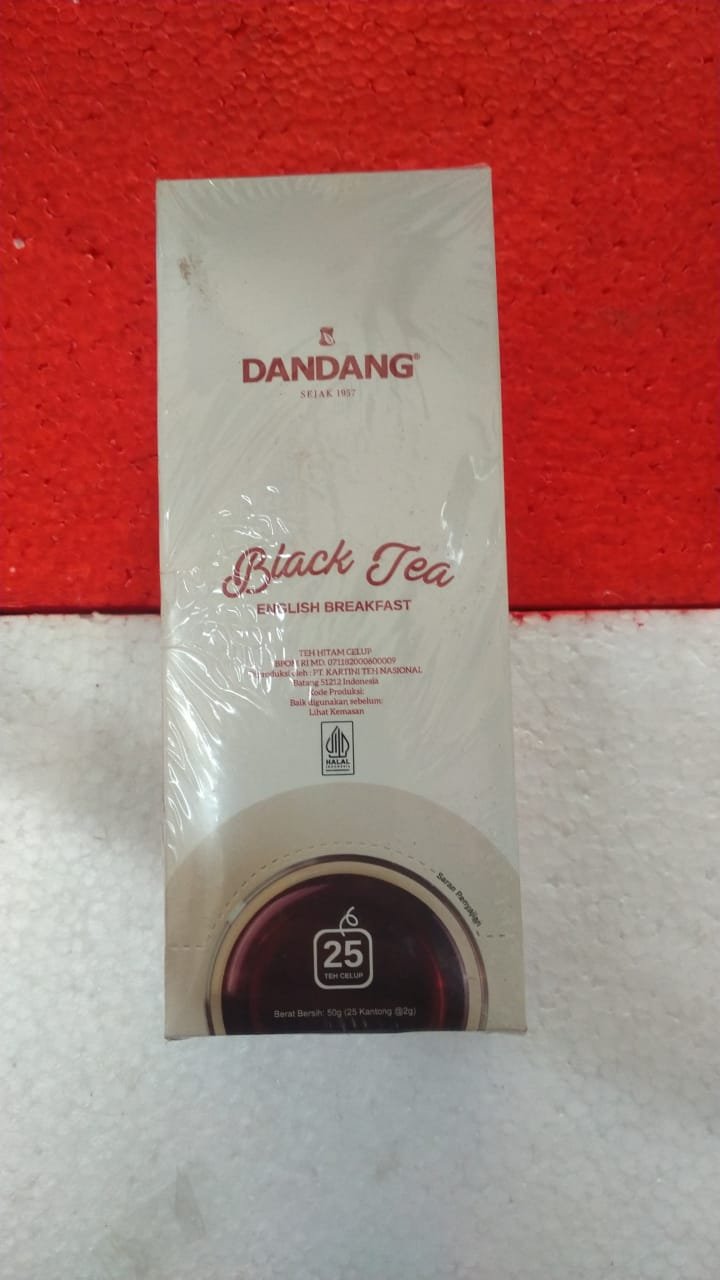 DANDANG®
SEJAK 1957
Black Tea
ENGLISH BREAKFAST
TEH HITAM CELUP
BPOM RI MD. 071182000600009
Diproduksi oleh : PT. KARTINI TEH NASIONAL
Batang 51212 Indonesia
Kode Produksi:
Baik digunakan sebelum:
Lihat Kemasan
HALAL
INDONESIA
Saran Penyajian
25
TEH CELUP
Berat Bersih: 50g (25 Kantong @2g)